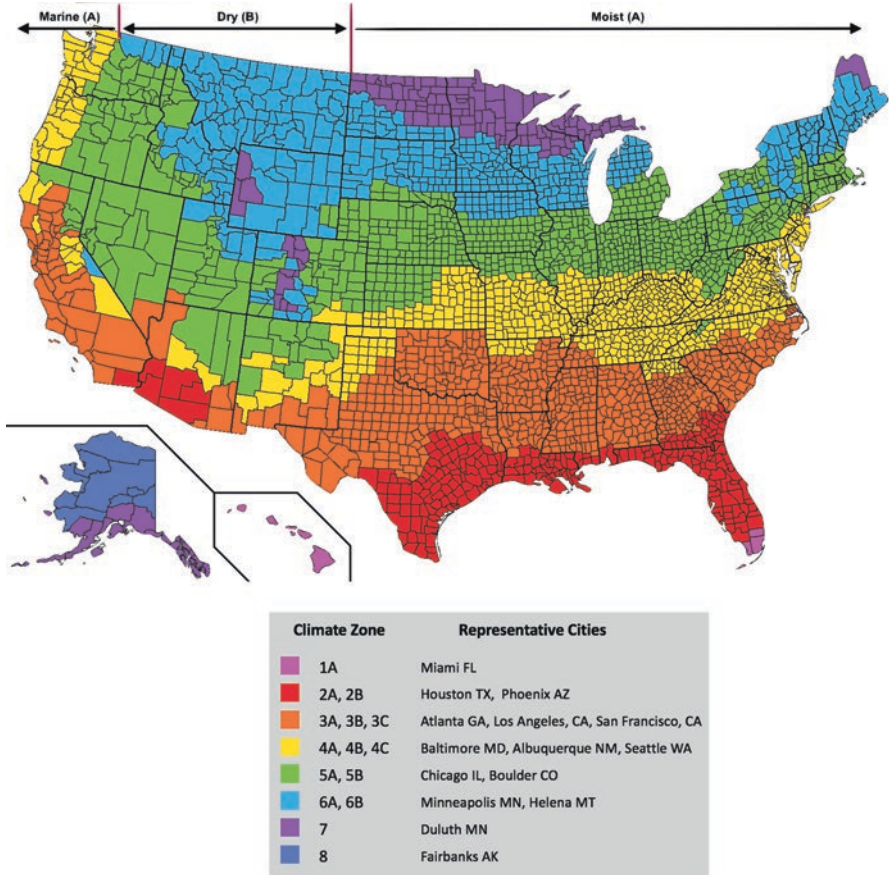 Marine (A) Dry (B) Moist (A)
Climate Zone Representative Cities
1A Miami FL
2A, 2B Houston TX, Phoenix AZ
3A, 3B, 3C Atlanta GA, Los Angeles, CA, San Francisco, CA
4A, 4B, 4C Baltimore MD, Albuquerque NM, Seattle WA
5A, 5B Chicago IL, Boulder CO
6A, 6B Minneapolis MN, Helena MT
7 Duluth MN
8 Fairbanks AK